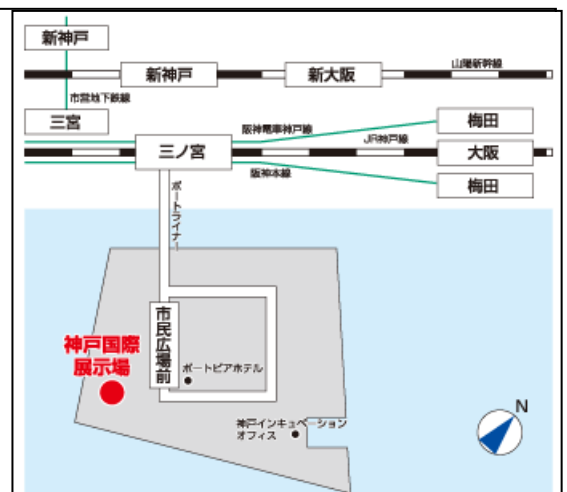 新神戸
山陽新幹線
新神戸
新大阪
市営地下鉄線
三宮
阪神電車神戸線
梅田
三ノ宮
JR神戸線
大阪
阪神本線
梅田
ポートライナー
市民広場前
神戸国際
展示場
ポートピアホテル
神戸インキュベーション
オフィス
N